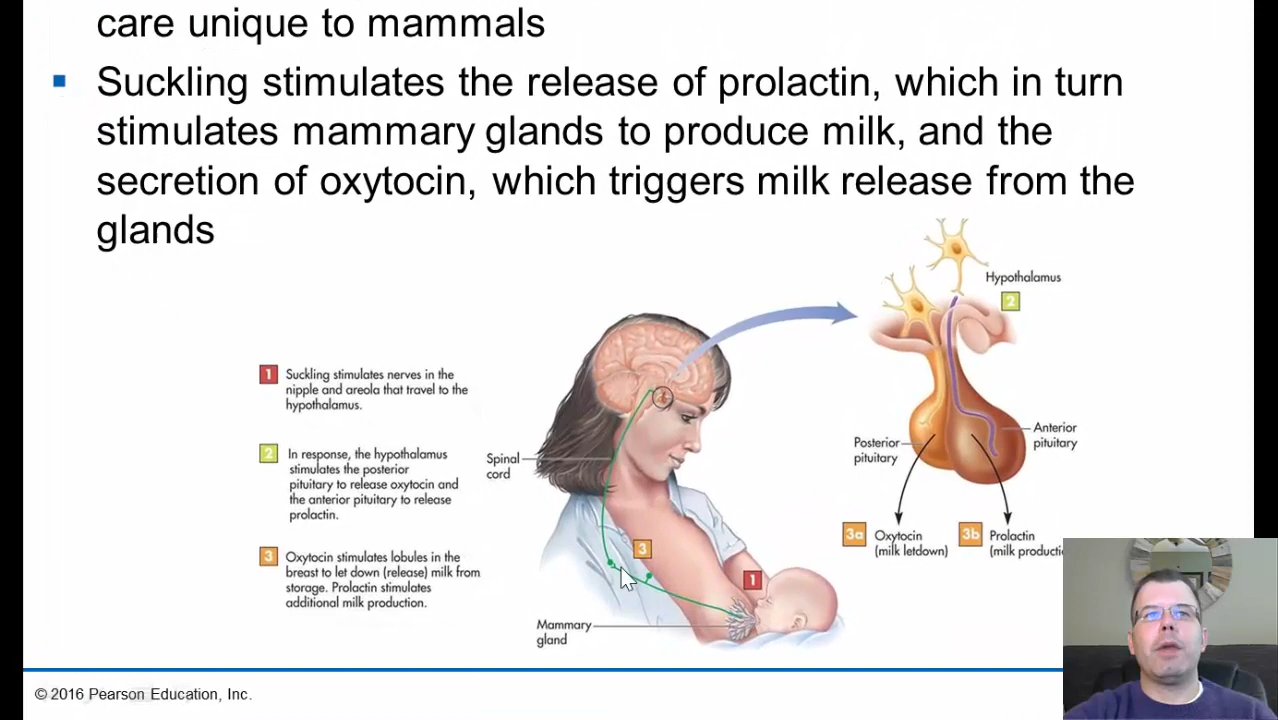 care unique to mammals
Suckling stimulates the release of prolactin, which in turn
stimulates mammary glands to produce milk, and the
secretion of oxytocin, which triggers milk release from the
glands
1 Suckling stimulates nerves in the
nipple and areola that travel to the
hypothalamus.
2 In response, the hypothalamus
stimulates the posterior
pituitary to release oxytocin and
the anterior pituitary to release
prolactin.
3 Oxytocin stimulates lobules in the
breast to let down (release) milk from
storage. Prolactin stimulates
additional milk production.
Spinal
cord
3
1
Mammary
gland
Hypothalamus
2
Posterior
pituitary
Anterior
pituitary
3a Oxytocin
(milk letdown)
3b Prolactin
(milk
© 2016 Pearson Education, Inc.